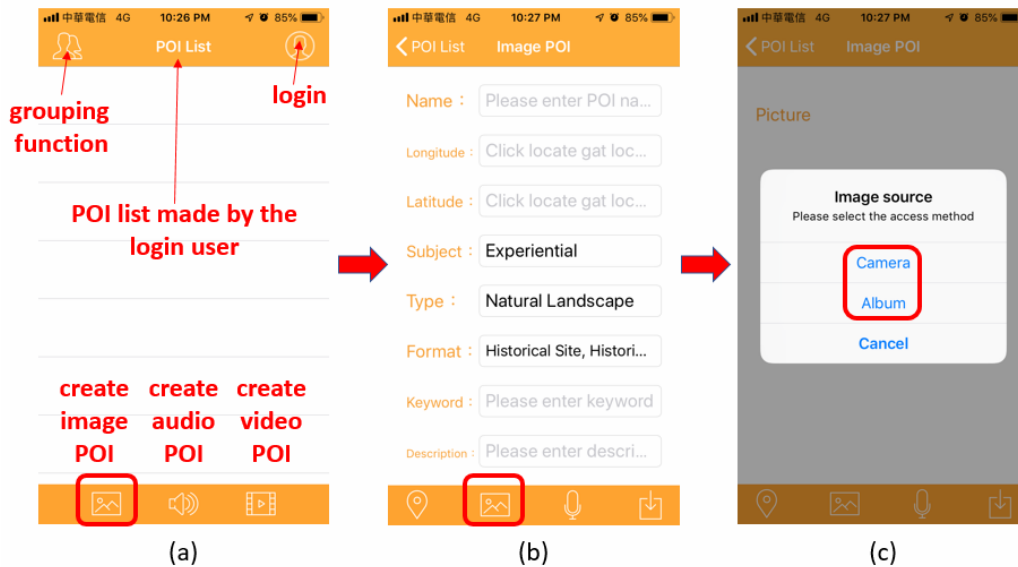 中華電信 4G 10:26 PM 85%
POI List
grouping
function
login
POI list made by the
login user
create create create
image audio video
POI POI POI
(a)
中華電信 4G 10:27 PM 85%
POI List Image POI
Name : Please enter POI na...
Longitude : Click locate gat loc...
Latitude : Click locate gat loc...
Subject : Experiential
Type : Natural Landscape
Format : Historical Site, Histori...
Keyword : Please enter keyword
Description : Please enter descri...
(b)
中華電信 4G 10:27 PM 85%
POI List Image POI
Picture
Image source
Please select the access method
Camera
Album
Cancel
(c)